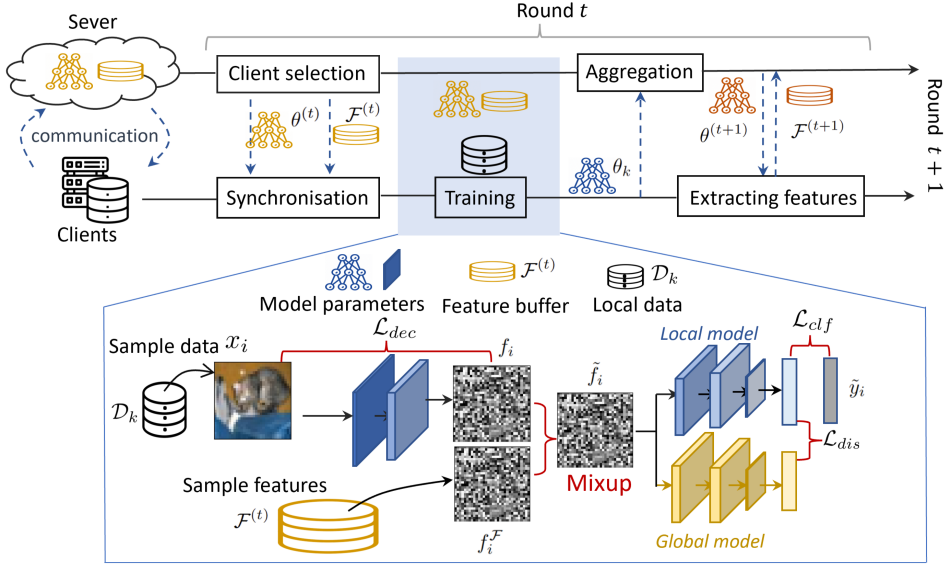 Round t
Sever
Client selection
Aggregation
communication
θ^(t)
F^(t)
θ_k
θ^(t+1)
F^(t+1)
Round t + 1
Clients
Synchronisation
Training
Extracting features
F^(t)
D_k
Model parameters
Feature buffer
Local data
L_dec
Sample data x_i
f_i
f̃_i
Local model
L_clf
D_k
ỹ_i
L_dis
Sample features
F^(t)
Mixup
f_i^F
Global model